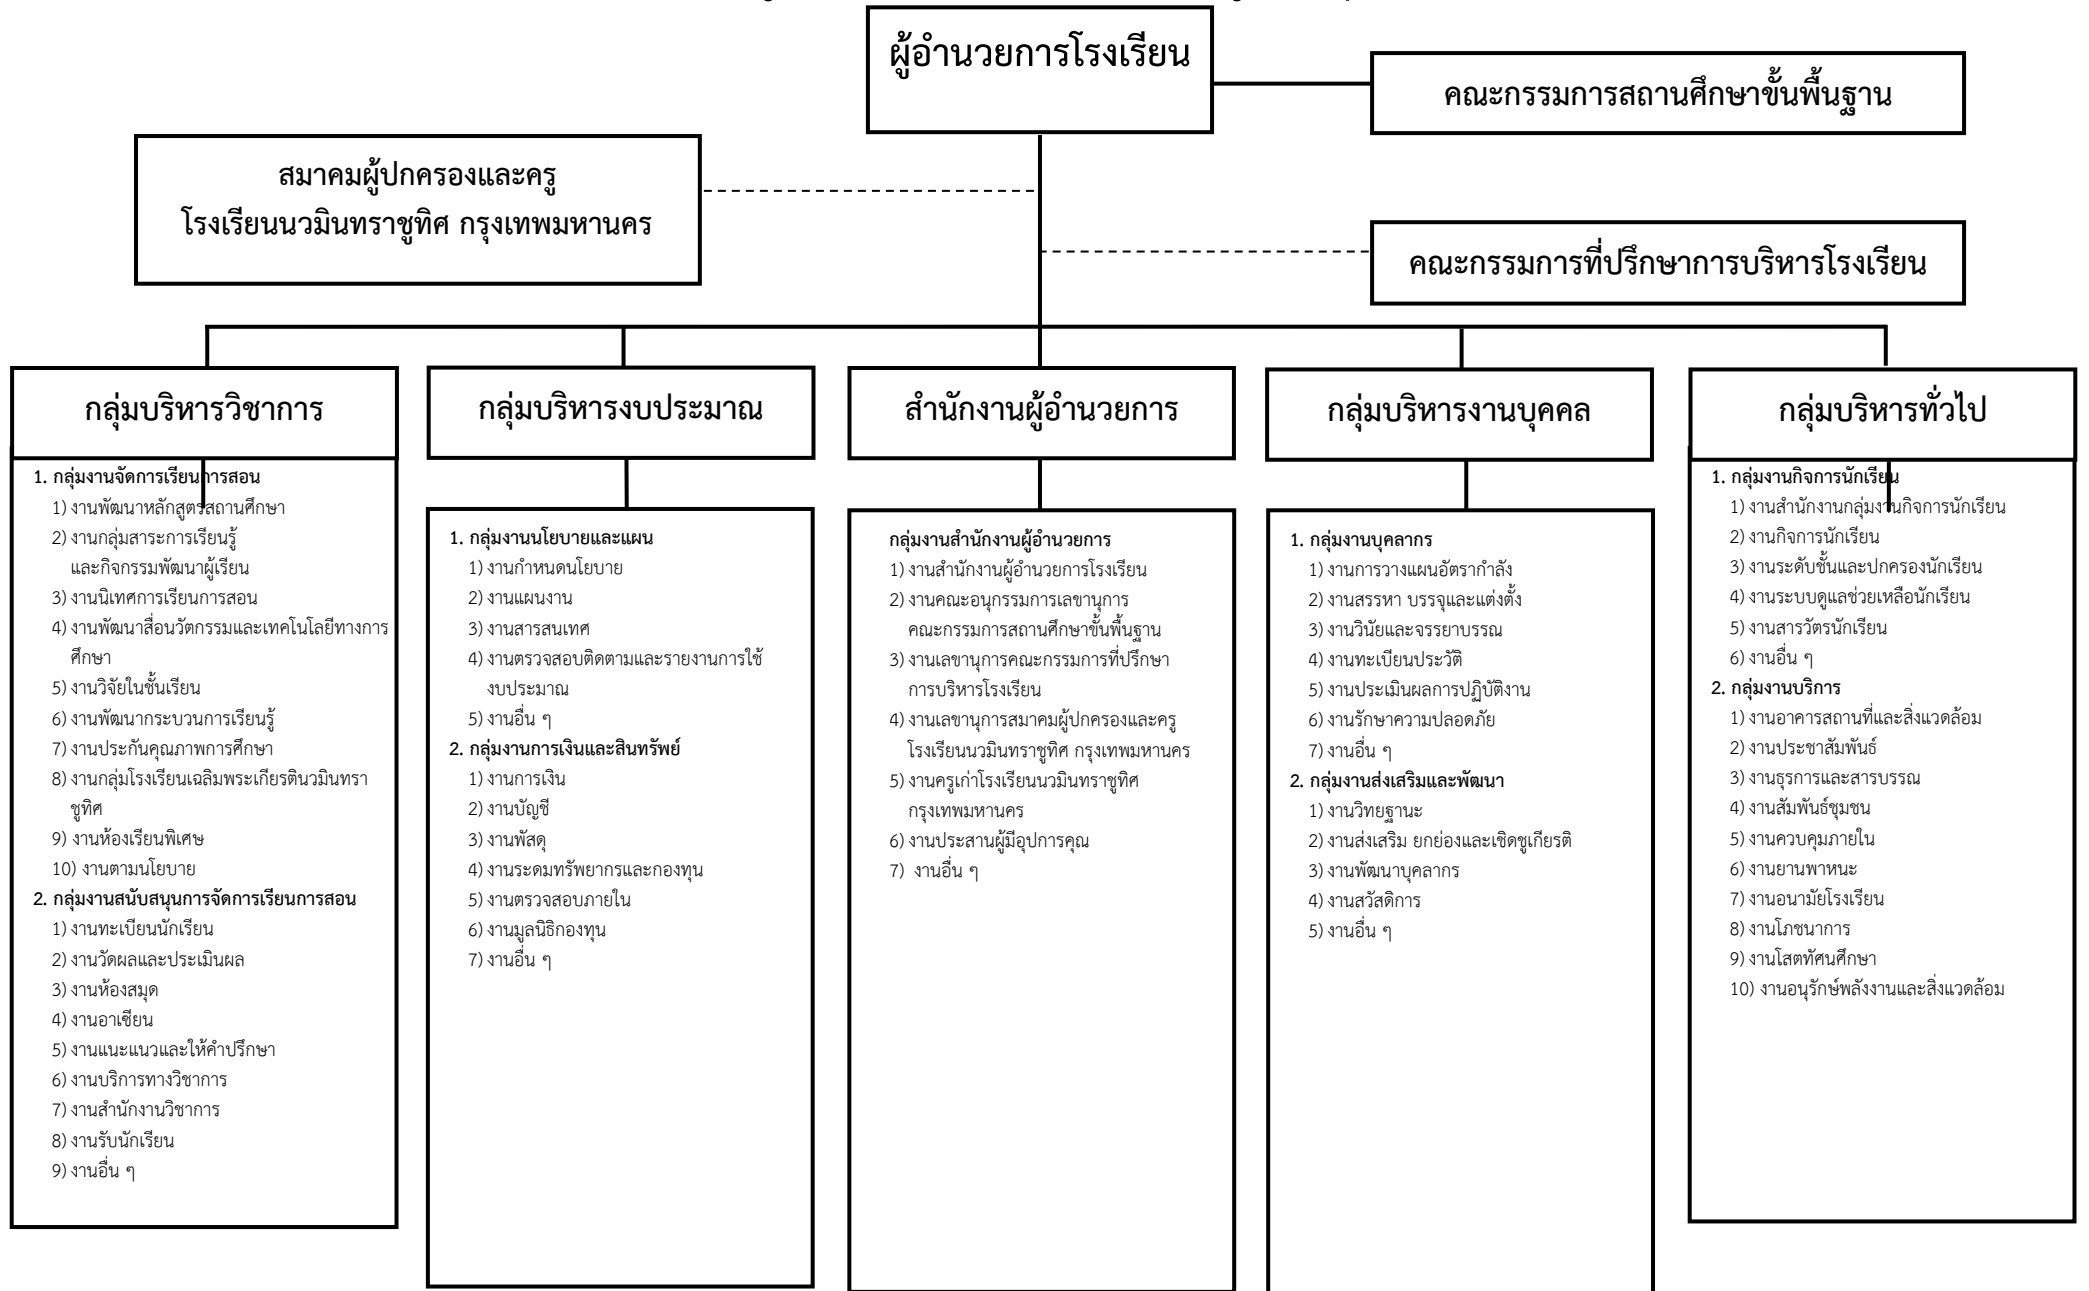 ผู้อำนวยการโรงเรียน
คณะกรรมการสถานศึกษาขั้นพื้นฐาน
สมาคมผู้ปกครองและครู
โรงเรียนนวมินทราชูทิศ กรุงเทพมหานคร
คณะกรรมการที่ปรึกษาการบริหารโรงเรียน
กลุ่มบริหารวิชาการ
1. กลุ่มงานจัดการเรียนการสอน
1) งานพัฒนาหลักสูตรสถานศึกษา
2) งานกลุ่มสาระการเรียนรู้
และกิจกรรมพัฒนาผู้เรียน
3) งานนิเทศการเรียนการสอน
4) งานพัฒนาสื่อนวัตกรรมและเทคโนโลยีทางการ
ศึกษา
5) งานวิจัยในชั้นเรียน
6) งานพัฒนากระบวนการเรียนรู้
7) งานประกันคุณภาพการศึกษา
8) งานกลุ่มโรงเรียนเฉลิมพระเกียรตินวมินทรา
ชูทิศ
9) งานห้องเรียนพิเศษ
10) งานตามนโยบาย
2. กลุ่มงานสนับสนุนการจัดการเรียนการสอน
1) งานทะเบียนนักเรียน
2) งานวัดผลและประเมินผล
3) งานห้องสมุด
4) งานอาเซียน
5) งานแนะแนวและให้คำปรึกษา
6) งานบริการทางวิชาการ
7) งานสำนักงานวิชาการ
8) งานรับนักเรียน
9) งานอื่น ๆ
กลุ่มบริหารงบประมาณ
1. กลุ่มงานนโยบายและแผน
1) งานกำหนดนโยบาย
2) งานแผนงาน
3) งานสารสนเทศ
4) งานตรวจสอบติดตามและรายงานการใช้
งบประมาณ
5) งานอื่น ๆ
2. กลุ่มงานการเงินและสินทรัพย์
1) งานการเงิน
2) งานบัญชี
3) งานพัสดุ
4) งานระดมทรัพยากรและกองทุน
5) งานตรวจสอบภายใน
6) งานมูลนิธิกองทุน
7) งานอื่น ๆ
สำนักงานผู้อำนวยการ
กลุ่มงานสำนักงานผู้อำนวยการ
1) งานสำนักงานผู้อำนวยการโรงเรียน
2) งานคณะอนุกรรมการเลขานุการ
คณะกรรมการสถานศึกษาขั้นพื้นฐาน
3) งานเลขานุการคณะกรรมการที่ปรึกษา
การบริหารโรงเรียน
4) งานเลขานุการสมาคมผู้ปกครองและครู
โรงเรียนนวมินทราชูทิศ กรุงเทพมหานคร
5) งานครูเก่าโรงเรียนนวมินทราชูทิศ
กรุงเทพมหานคร
6) งานประสานผู้มีอุปการคุณ
7) งานอื่น ๆ
กลุ่มบริหารงานบุคคล
1. กลุ่มงานบุคลากร
1) งานการวางแผนอัตรากำลัง
2) งานสรรหา บรรจุและแต่งตั้ง
3) งานวินัยและจรรยาบรรณ
4) งานทะเบียนประวัติ
5) งานประเมินผลการปฏิบัติงาน
6) งานรักษาความปลอดภัย
7) งานอื่น ๆ
2. กลุ่มงานส่งเสริมและพัฒนา
1) งานวิทยฐานะ
2) งานส่งเสริม ยกย่องและเชิดชูเกียรติ
3) งานพัฒนาบุคลากร
4) งานสวัสดิการ
5) งานอื่น ๆ
กลุ่มบริหารทั่วไป
1. กลุ่มงานกิจการนักเรียน
1) งานสำนักงานกลุ่มงานกิจการนักเรียน
2) งานกิจการนักเรียน
3) งานระดับชั้นและปกครองนักเรียน
4) งานระบบดูแลช่วยเหลือนักเรียน
5) งานสารวัตรนักเรียน
6) งานอื่น ๆ
2. กลุ่มงานบริการ
1) งานอาคารสถานที่และสิ่งแวดล้อม
2) งานประชาสัมพันธ์
3) งานธุรการและสารบรรณ
4) งานสัมพันธ์ชุมชน
5) งานควบคุมภายใน
6) งานยานพาหนะ
7) งานอนามัยโรงเรียน
8) งานโภชนาการ
9) งานโสตทัศนศึกษา
10) งานอนุรักษ์พลังงานและสิ่งแวดล้อม